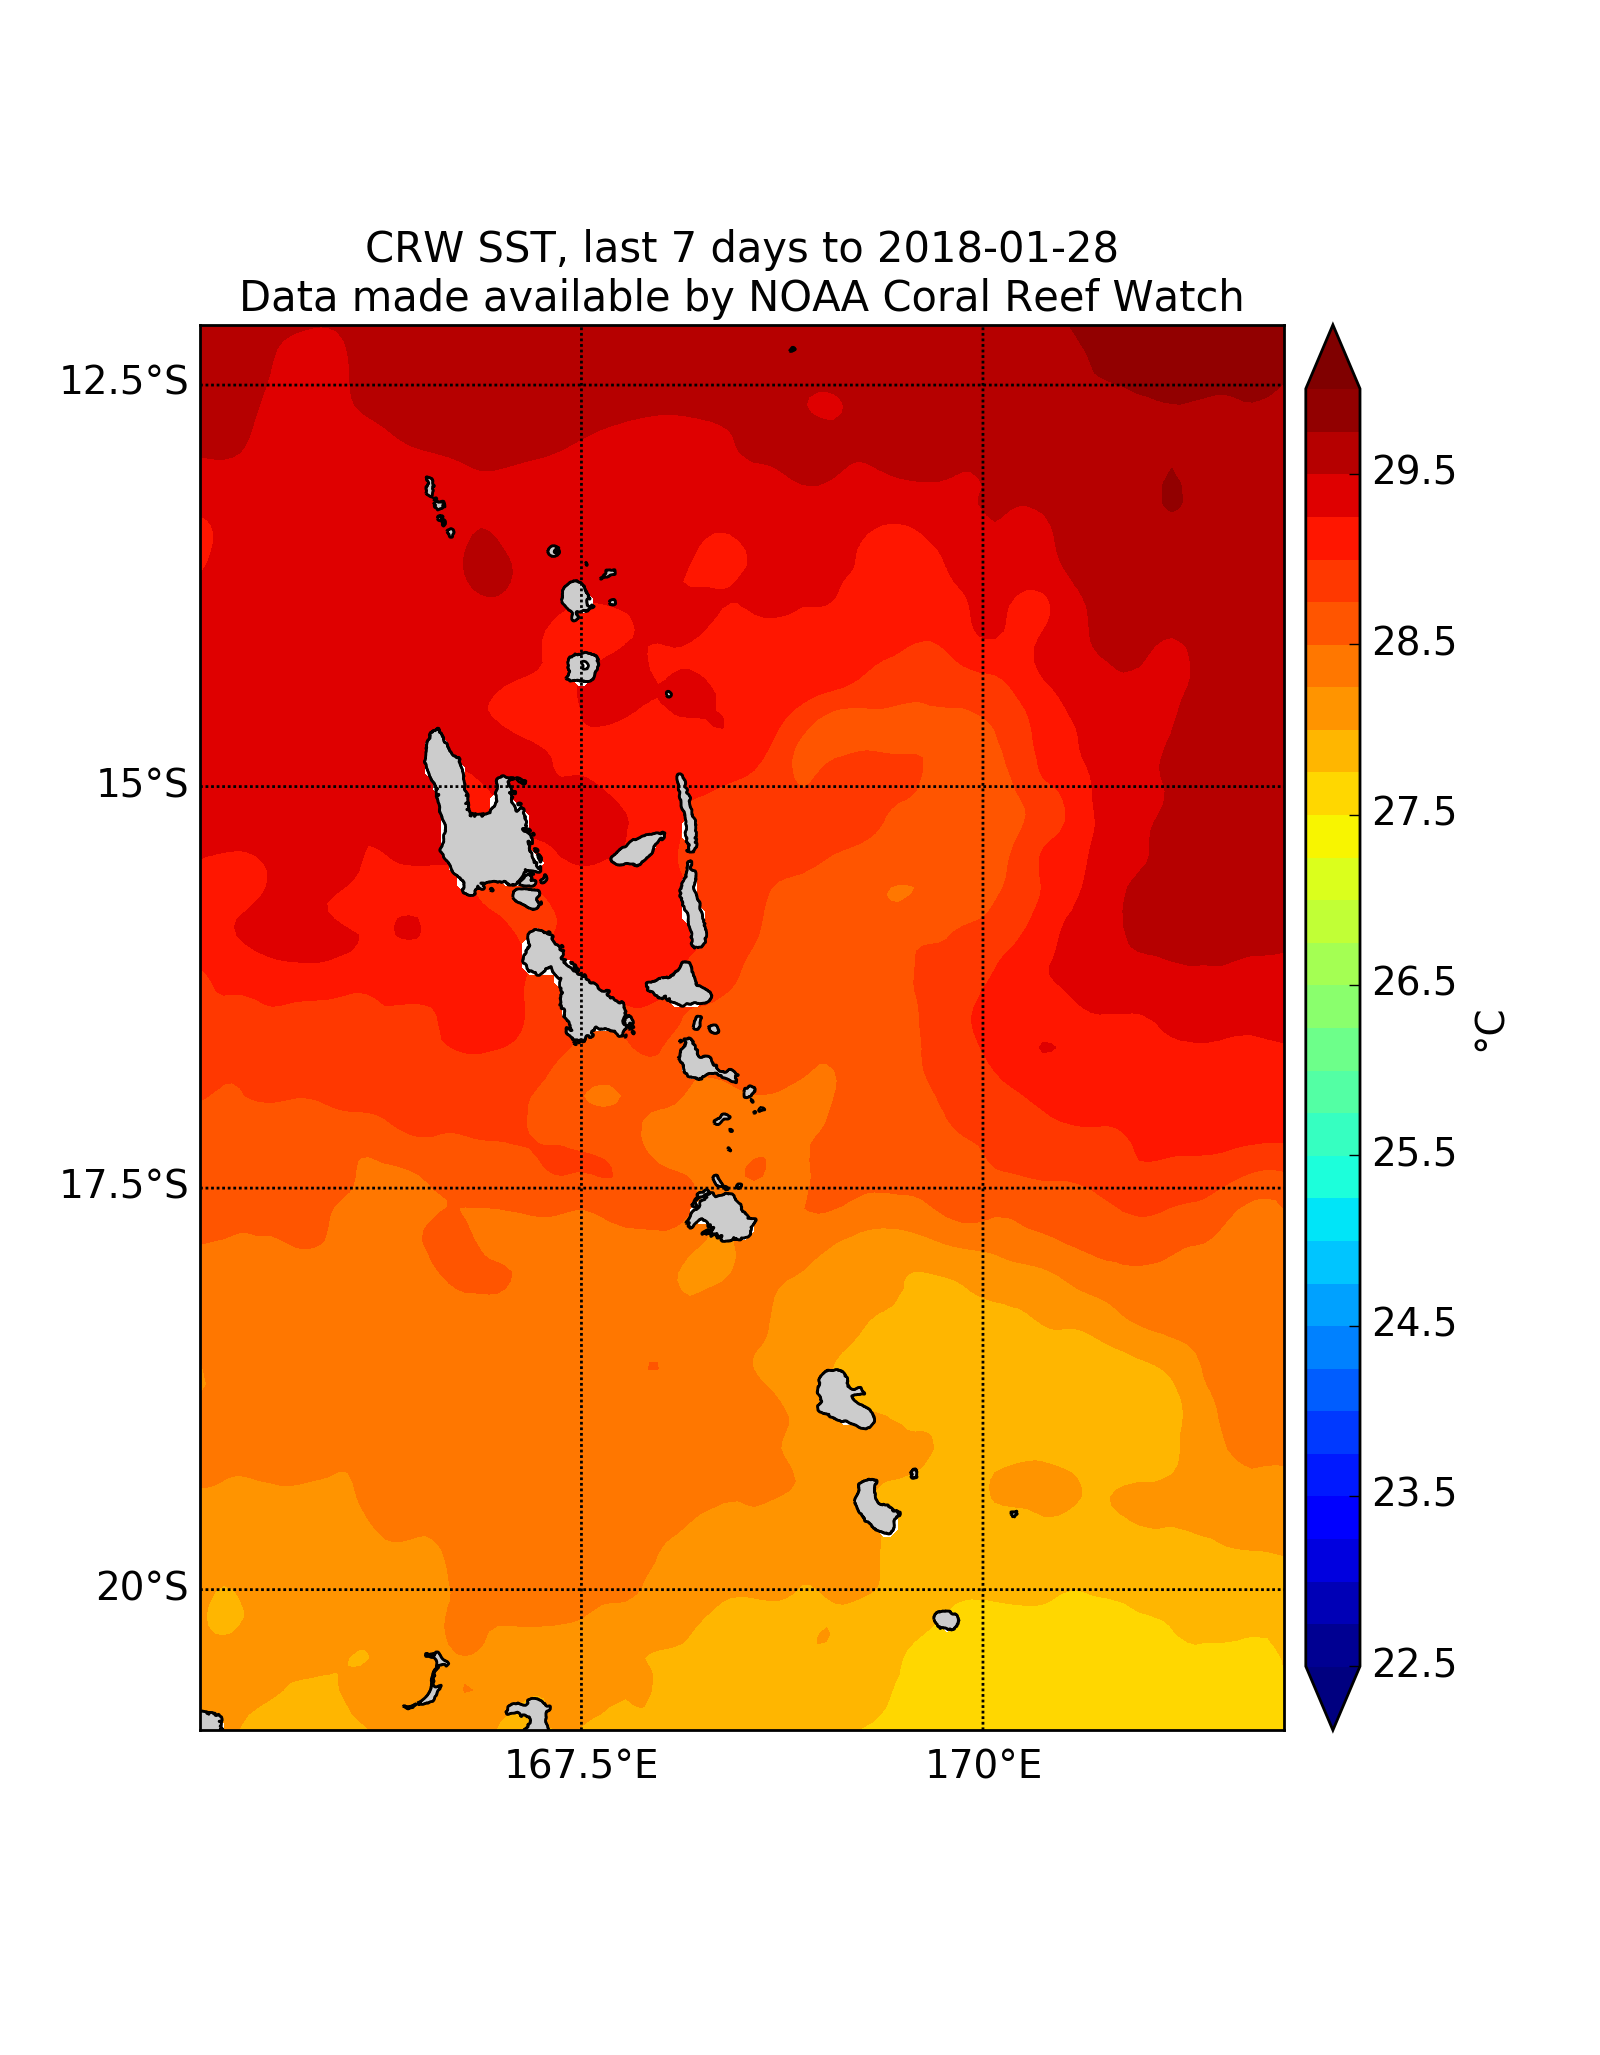 CRW SST, last 7 days to 2018-01-28
Data made available by NOAA Coral Reef Watch
12.5°S
15°S
17.5°S
20°S
167.5°E
170°E
29.5
28.5
27.5
26.5
25.5
24.5
23.5
22.5
°C